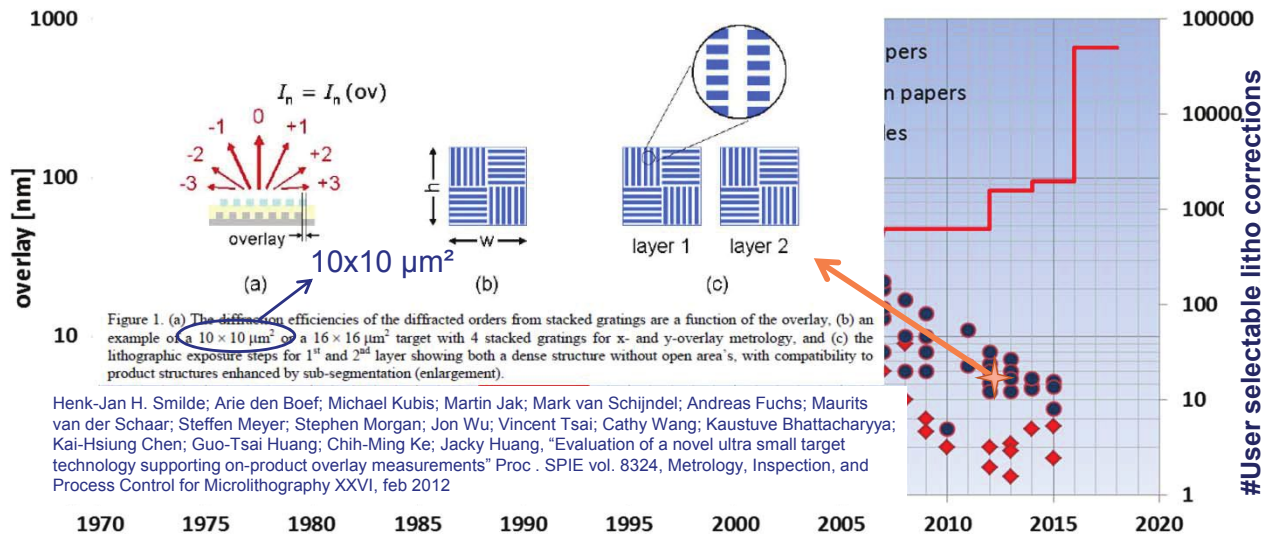 1000
100
10
overlay [nm]
Iₙ = Iₙ (ov)
-3
-2
-1
0
+1
+2
+3
overlay
(a)
10x10 µm²
h
w
(b)
layer 1
layer 2
(c)
Figure 1. (a) The diffraction efficiencies of the diffracted orders from stacked gratings are a function of the overlay, (b) an
example of a 10 × 10 µm² or a 16 × 16 µm² target with 4 stacked gratings for x- and y-overlay metrology, and (c) the
lithographic exposure steps for 1st and 2nd layer showing both a dense structure without open area's, with compatibility to
product structures enhanced by sub-segmentation (enlargement).
Henk-Jan H. Smilde; Arie den Boef; Michael Kubis; Martin Jak; Mark van Schijndel; Andreas Fuchs; Maurits
van der Schaar; Steffen Meyer; Stephen Morgan; Jon Wu; Vincent Tsai; Cathy Wang; Kaustuve Bhattacharyya;
Kai-Hsiung Chen; Guo-Tsai Huang; Chih-Ming Ke; Jacky Huang, “Evaluation of a novel ultra small target
technology supporting on-product overlay measurements” Proc . SPIE vol. 8324, Metrology, Inspection, and
Process Control for Microlithography XXVI, feb 2012
papers
n papers
les
100000
10000
1000
100
10
1
#User selectable litho corrections
1970 1975 1980 1985 1990 1995 2000 2005 2010 2015 2020